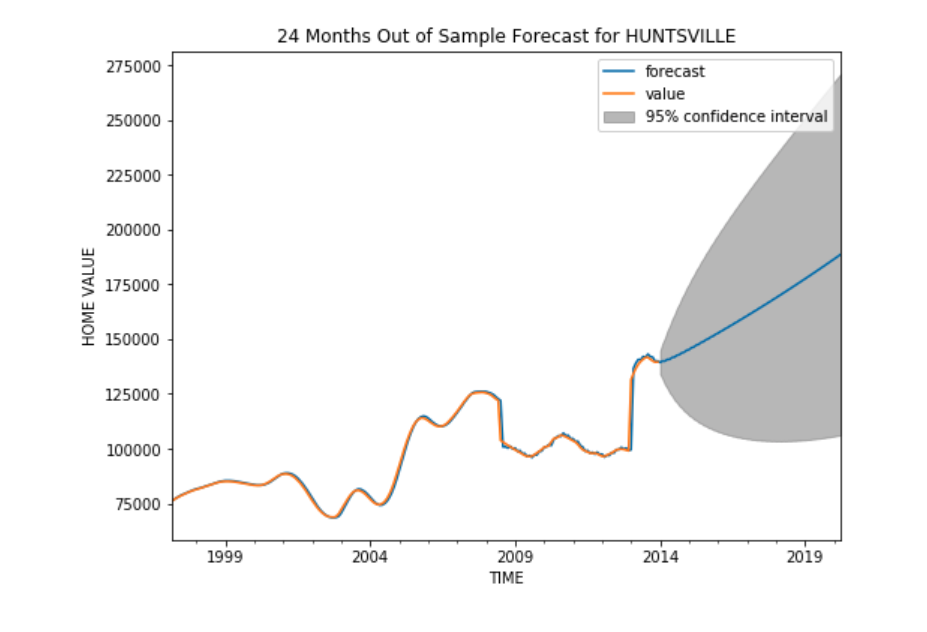 24 Months Out of Sample Forecast for HUNTSVILLE
275000
250000
225000
200000
175000
150000
125000
100000
75000
HOME VALUE
forecast
value
95% confidence interval
1999 2004 2009 2014 2019
TIME